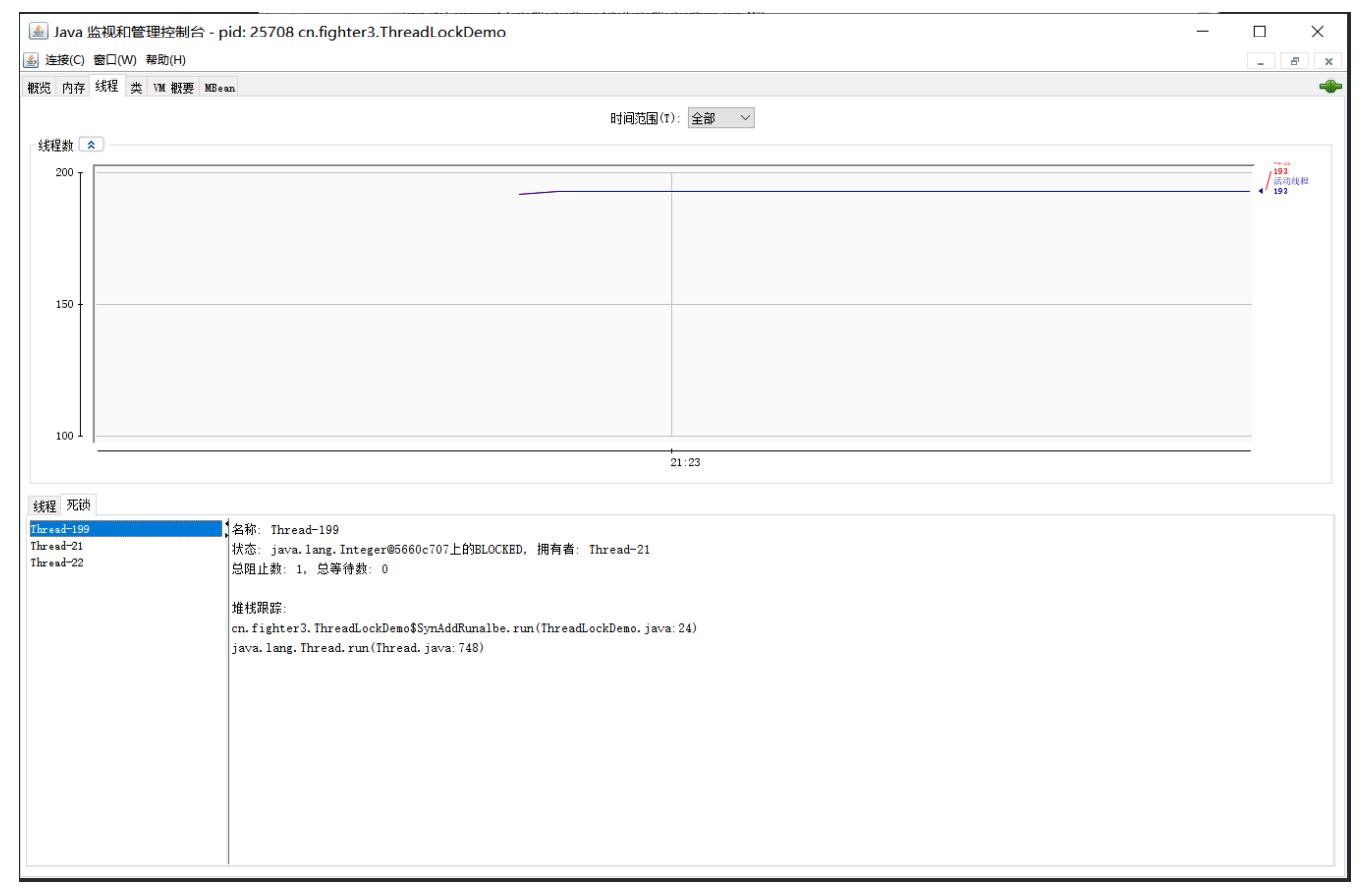 Java 监视和管理控制台 - pid: 25708 cn.fighter3.ThreadLockDemo
连接(C) 窗口(W) 帮助(H)
概览 内存 线程 类 VM 概要 MBean
时间范围(T): 全部
线程数
200
193
活动线程
193
150
100
21:23
线程 死锁
Thread-199
Thread-21
Thread-22
名称: Thread-199
状态: java.lang.Integer@5660c707上的BLOCKED, 拥有者: Thread-21
总阻止数: 1, 总等待数: 0
堆栈跟踪:
cn.fighter3.ThreadLockDemo$SynAddRunalbe.run(ThreadLockDemo.java:24)
java.lang.Thread.run(Thread.java:748)